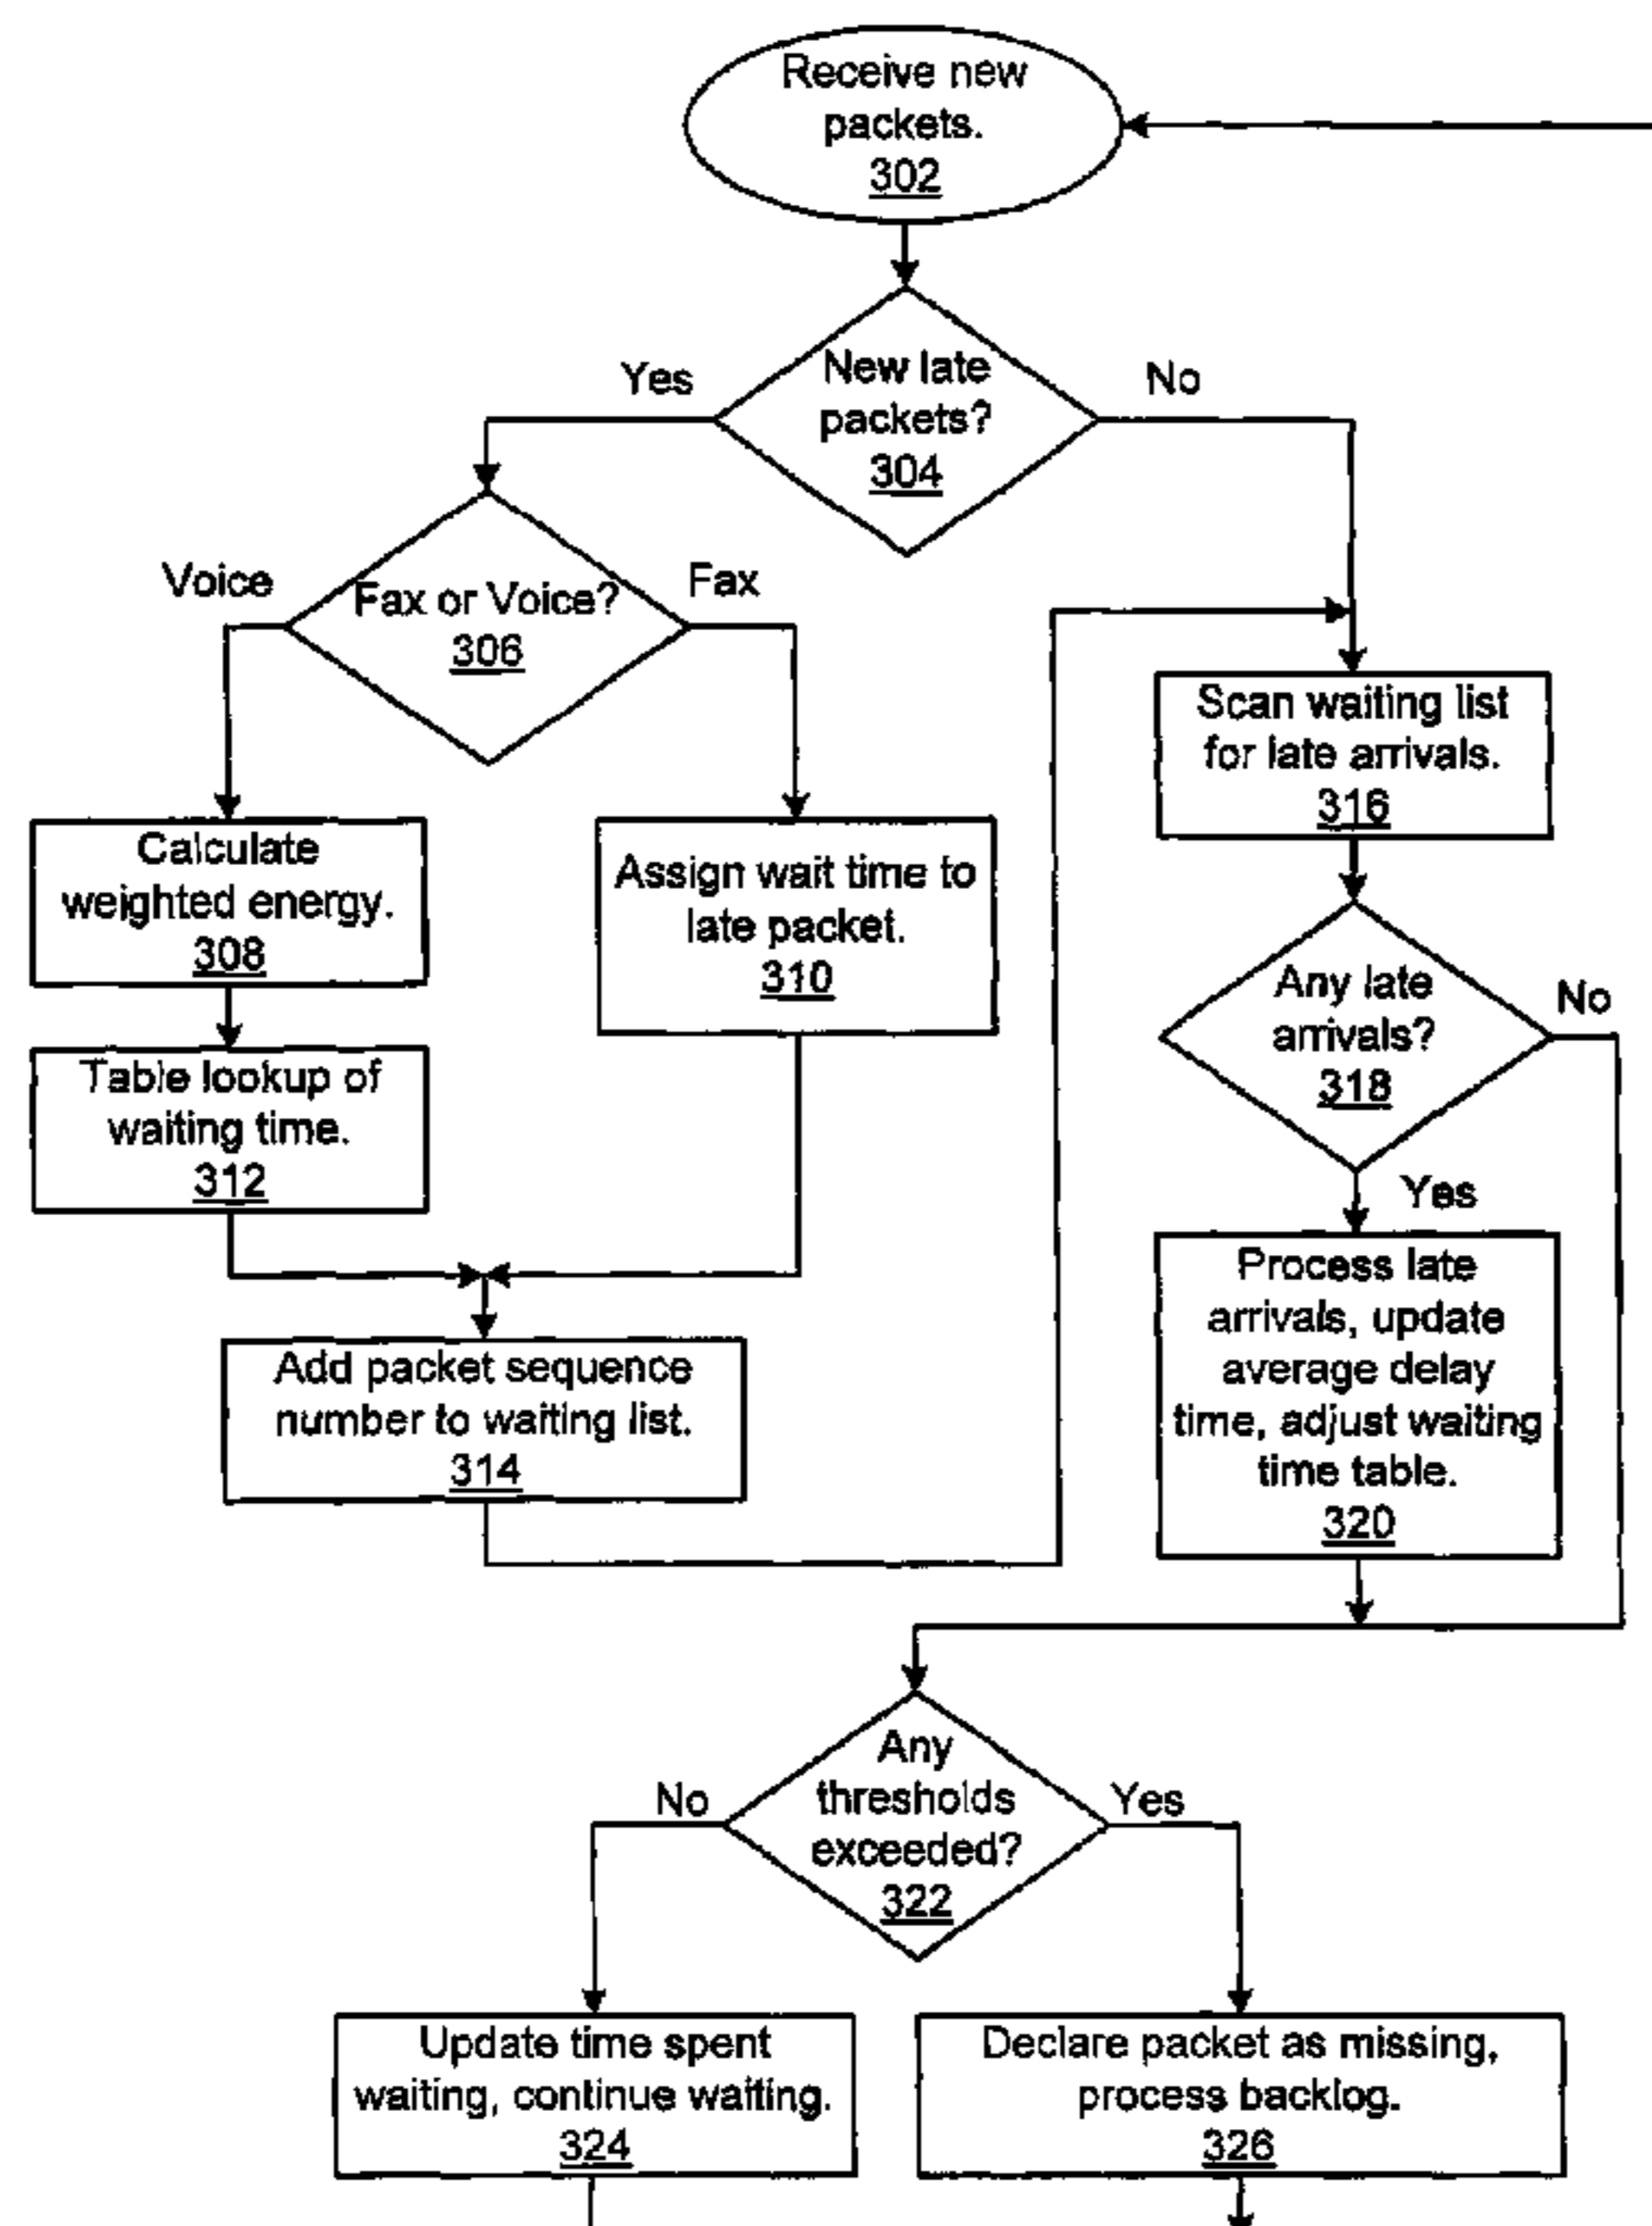 Receive new
packets.
302
New late
packets?
304
Yes
No
Fax or Voice?
306
Voice
Fax
Scan waiting list
for late arrivals.
316
Calculate
weighted energy.
308
Assign wait time to
late packet.
310
Any late
arrivals?
318
No
Yes
Table lookup of
waiting time.
312
Process late
arrivals, update
average delay
time, adjust waiting
time table.
320
Add packet sequence
number to waiting list.
314
Any
thresholds
exceeded?
322
No
Yes
Update time spent
waiting, continue waiting.
324
Declare packet as missing,
process backlog.
326